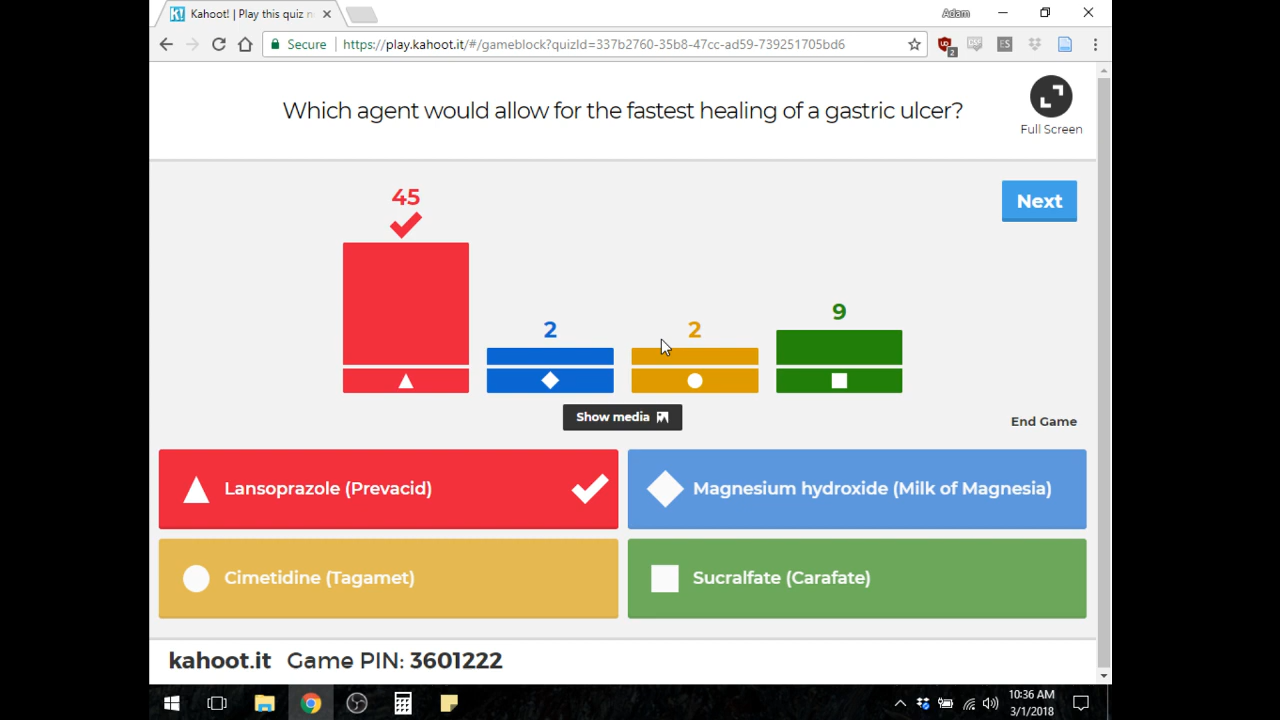 K! Kahoot! | Play this quiz n
Adam
Secure https://play.kahoot.it/#/gameblock?quizId=337b2760-35b8-47cc-ad59-739251705bd6
2
ES
Which agent would allow for the fastest healing of a gastric ulcer?
Full Screen
Next
45
2
2
9
Show media
End Game
Lansoprazole (Prevacid)
Magnesium hydroxide (Milk of Magnesia)
Cimetidine (Tagamet)
Sucralfate (Carafate)
kahoot.it Game PIN: 3601222
10:36 AM
3/1/2018